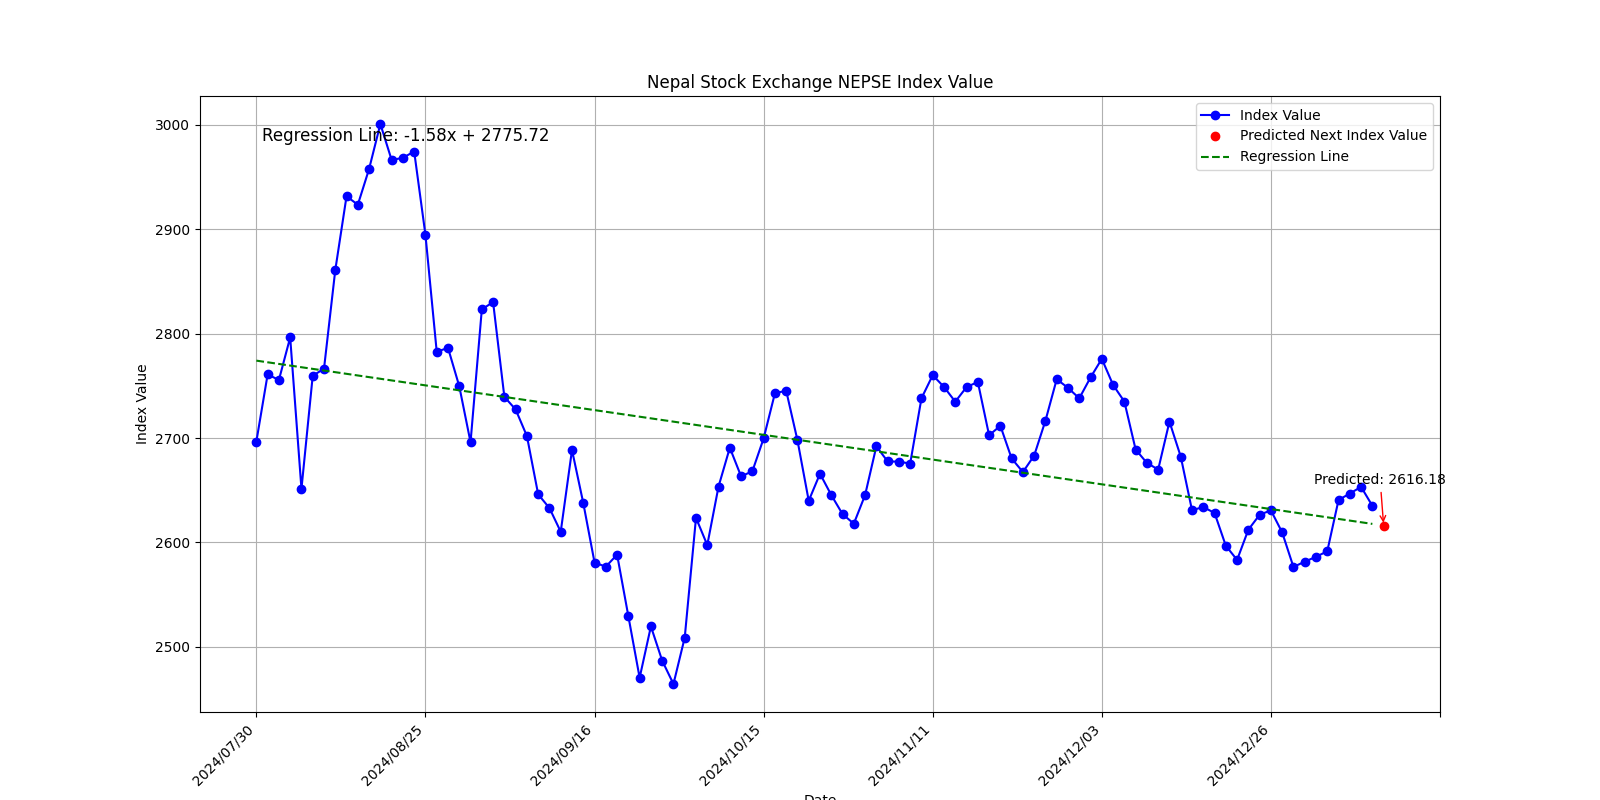 Nepal Stock Exchange NEPSE Index Value
Regression Line: -1.58x + 2775.72
Index Value
Predicted Next Index Value
Regression Line
3000
2900
2800
2700
2600
2500
Index Value
Predicted: 2616.18
2024/07/30
2024/08/25
2024/09/16
2024/10/15
2024/11/11
2024/12/03
2024/12/26
Date